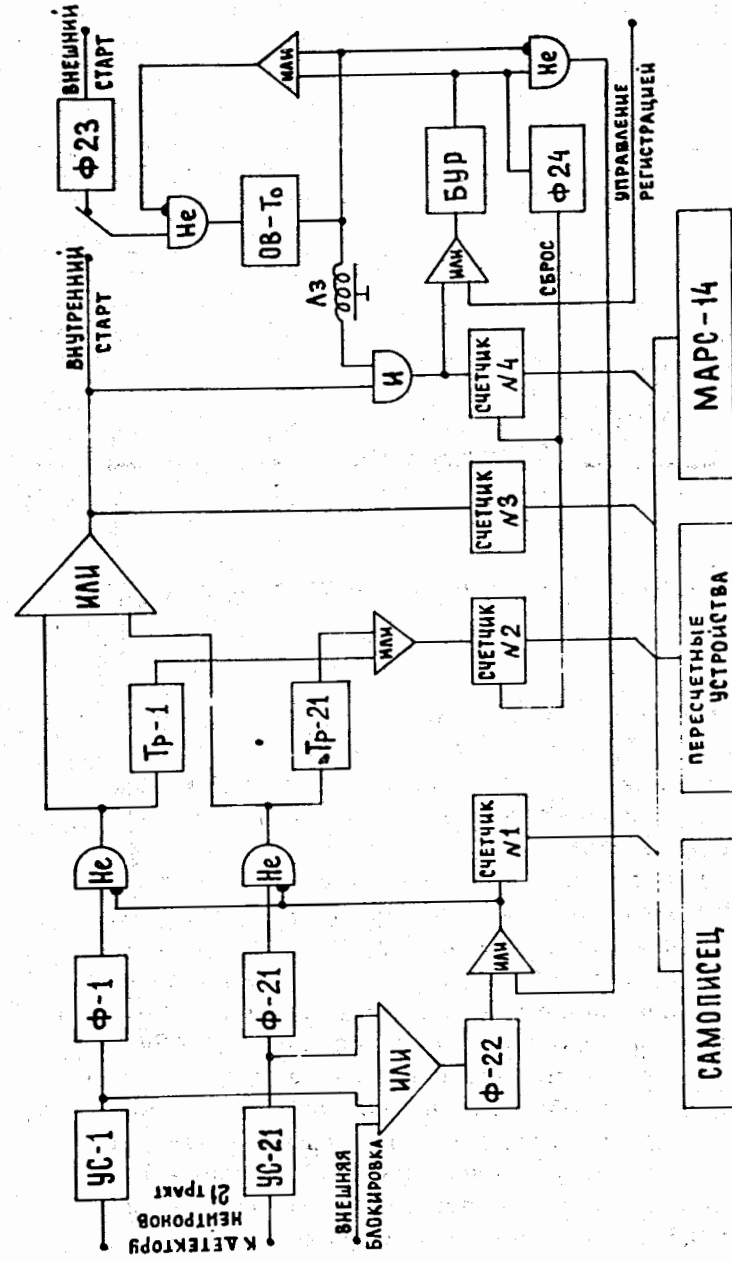 К ДЕТЕКТОРУ
НЕЙТРОНОВ
21 ТРАКТ
УС-1
Ф-1
Не
Тр-1
ИЛИ
ВНУТРЕННИЙ
СТАРТ
Ф23
ВНЕШНИЙ
СТАРТ
УС-21
Ф-21
Не
Тр-21
ИЛИ
Не
ОВ-То
ИЛИ
ЛЗ
И
ВНЕШНЯЯ
БЛОКИРОВКА
ИЛИ
Ф-22
ИЛИ
СЧЕТЧИК
N1
СЧЕТЧИК
N2
СЧЕТЧИК
N3
СЧЕТЧИК
N4
ИЛИ
БУР
СБРОС
Ф24
Не
УПРАВЛЕНИЕ
РЕГИСТРАЦИЕЙ
САМОПИСЕЦ
ПЕРЕСЧЕТНЫЕ
УСТРОЙСТВА
МАРС-14